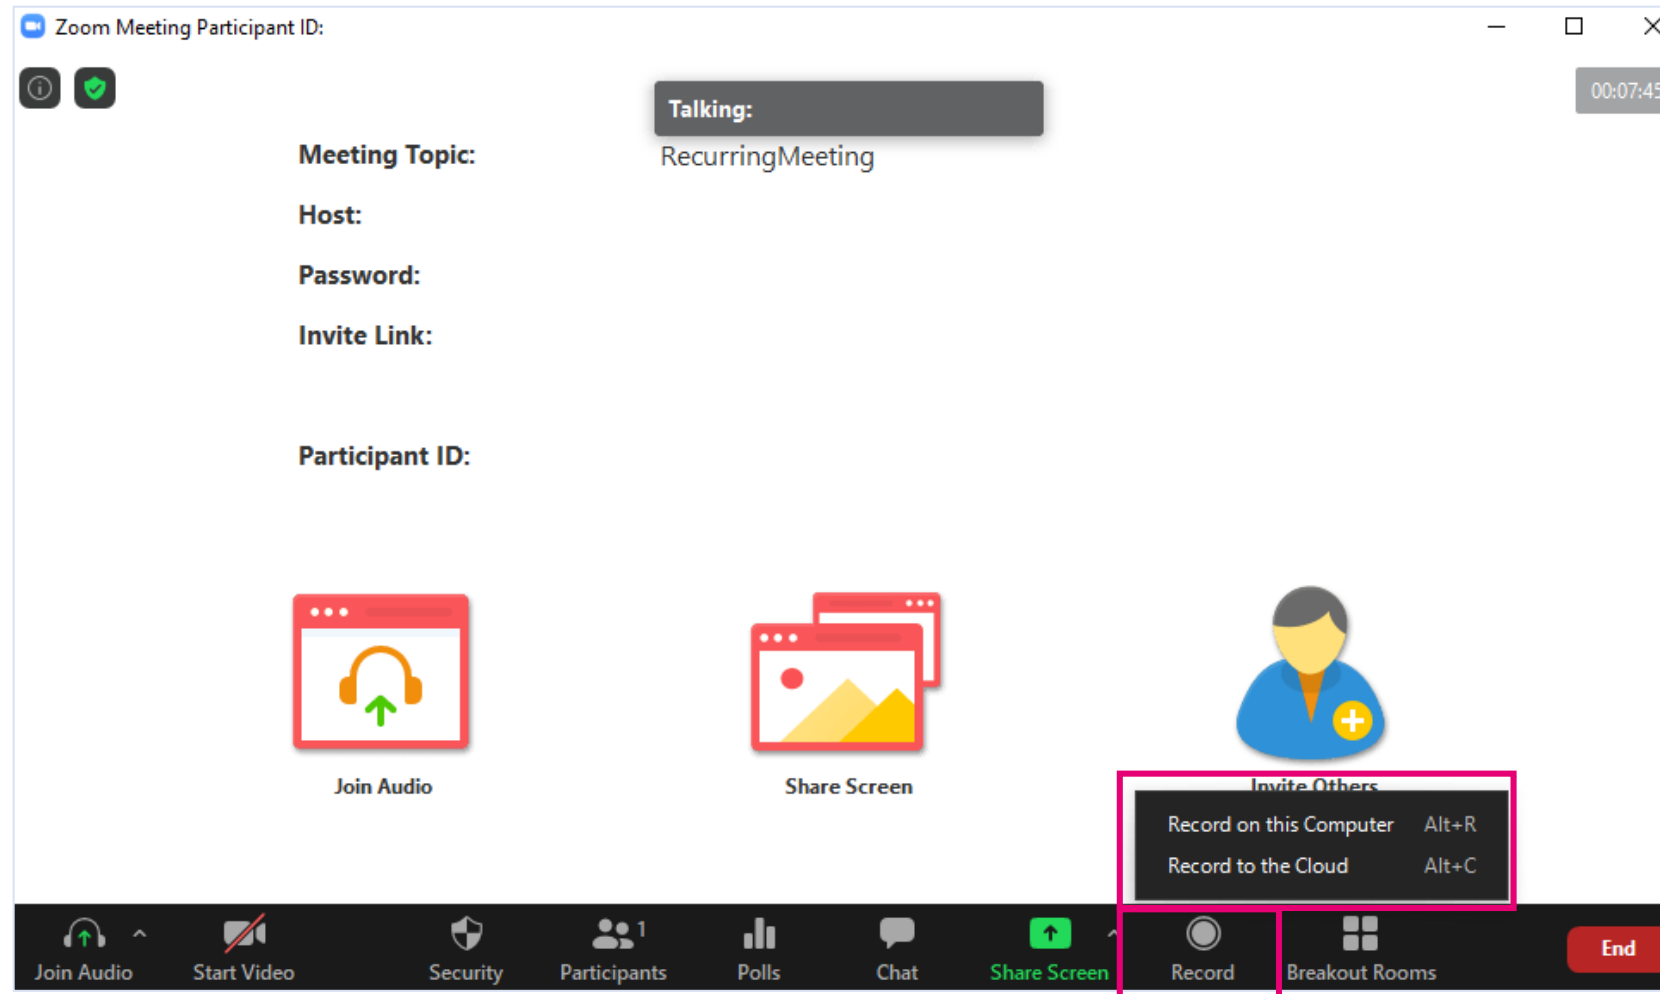 Zoom Meeting Participant ID:
00:07:45
Talking:
Meeting Topic: RecurringMeeting
Host:
Password:
Invite Link:
Participant ID:
Join Audio Share Screen Invite Others
Record on this Computer Alt+R
Record to the Cloud Alt+C
1
Join Audio Start Video Security Participants Polls Chat Share Screen Record Breakout Rooms End